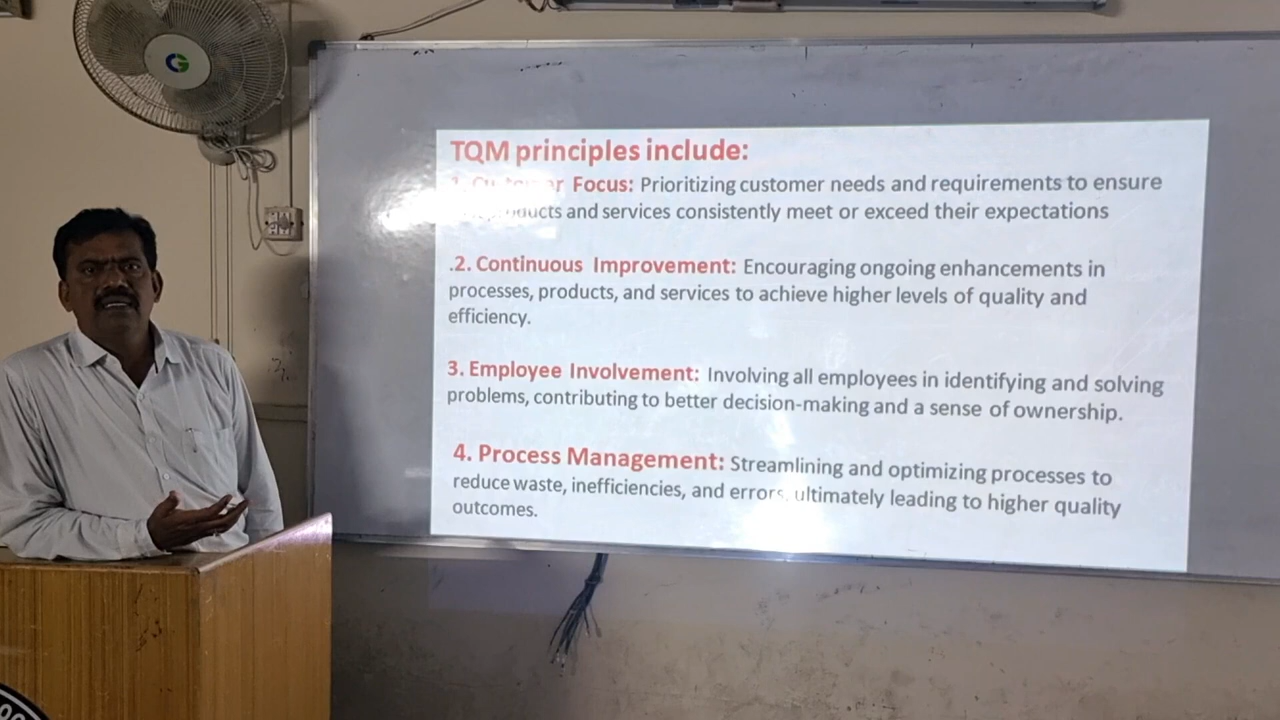 TQM principles include:
Focus: Prioritizing customer needs and requirements to ensure
and services consistently meet or exceed their expectations
.2. Continuous Improvement: Encouraging ongoing enhancements in
processes, products, and services to achieve higher levels of quality and
efficiency.
3. Employee Involvement: Involving all employees in identifying and solving
problems, contributing to better decision-making and a sense of ownership.
4. Process Management: Streamlining and optimizing processes to
reduce waste, inefficiencies, and errors, ultimately leading to higher quality
outcomes.